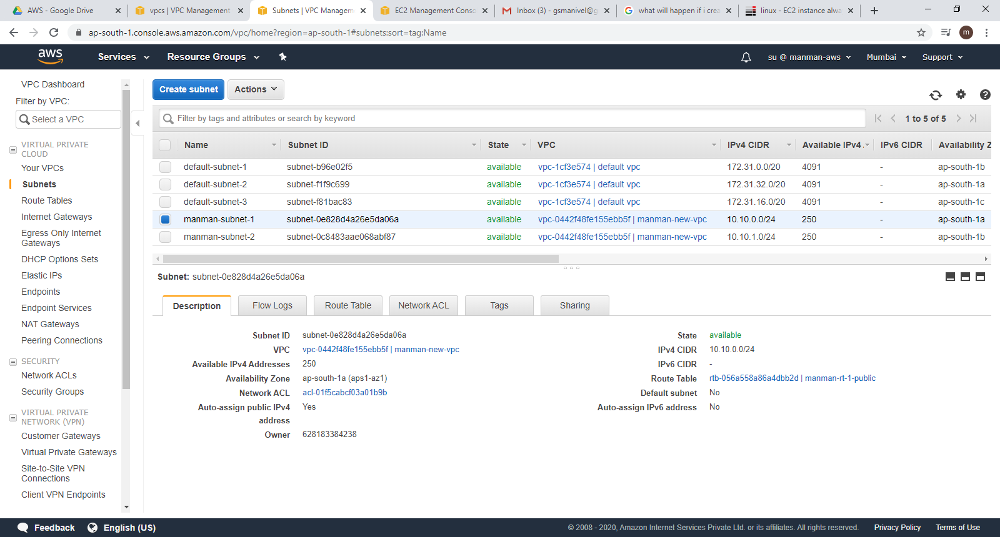 AWS - Google Drive
vpcs | VPC Management
Subnets | VPC Managem
EC2 Management Conso
Inbox (3) - gsmanivel@g
what will happen if i crea
linux - EC2 instance alwa
ap-south-1.console.aws.amazon.com/vpc/home?region=ap-south-1#subnets:sort=tag:Name
m
aws
Services
Resource Groups
su @ manman-aws
Mumbai
Support
VPC Dashboard
Filter by VPC:
Select a VPC
VIRTUAL PRIVATE
CLOUD
Your VPCs
Subnets
Route Tables
Internet Gateways
Egress Only Internet
Gateways
DHCP Options Sets
Elastic IPs
Endpoints
Endpoint Services
NAT Gateways
Peering Connections
SECURITY
Network ACLs
Security Groups
VIRTUAL PRIVATE
NETWORK (VPN)
Customer Gateways
Virtual Private Gateways
Site-to-Site VPN
Connections
Client VPN Endpoints
Create subnet
Actions
Filter by tags and attributes or search by keyword
1 to 5 of 5
Name Subnet ID State VPC IPv4 CIDR Available IPv4 . IPv6 CIDR Availability Z
default-subnet-1 subnet-b96e02f5 available vpc-1cf3e574 | default vpc 172.31.0.0/20 4091 - ap-south-1b
default-subnet-2 subnet-f1f9c699 available vpc-1cf3e574 | default vpc 172.31.32.0/20 4091 - ap-south-1a
default-subnet-3 subnet-f81bac83 available vpc-1cf3e574 | default vpc 172.31.16.0/20 4091 - ap-south-1c
manman-subnet-1 subnet-0e828d4a26e5da06a available vpc-0442f48fe155ebb5f | manman-new-vpc 10.10.0.0/24 250 - ap-south-1a
manman-subnet-2 subnet-0c8483aae068abf87 available vpc-0442f48fe155ebb5f | manman-new-vpc 10.10.1.0/24 250 - ap-south-1b
Subnet: subnet-0e828d4a26e5da06a
Description
Flow Logs
Route Table
Network ACL
Tags
Sharing
Subnet ID subnet-0e828d4a26e5da06a
VPC vpc-0442f48fe155ebb5f | manman-new-vpc
Available IPv4 Addresses 250
Availability Zone ap-south-1a (aps1-az1)
Network ACL acl-01f5cabcf03a01b9b
Auto-assign public IPv4 Yes
address
Owner 628183384238
State available
IPv4 CIDR 10.10.0.0/24
IPv6 CIDR -
Route Table rtb-056a558a86a4dbb2d | manman-rt-1-public
Default subnet No
Auto-assign IPv6 address No
Feedback
English (US)
© 2008 - 2020, Amazon Internet Services Private Ltd. or its affiliates. All rights reserved.
Privacy Policy
Terms of Use